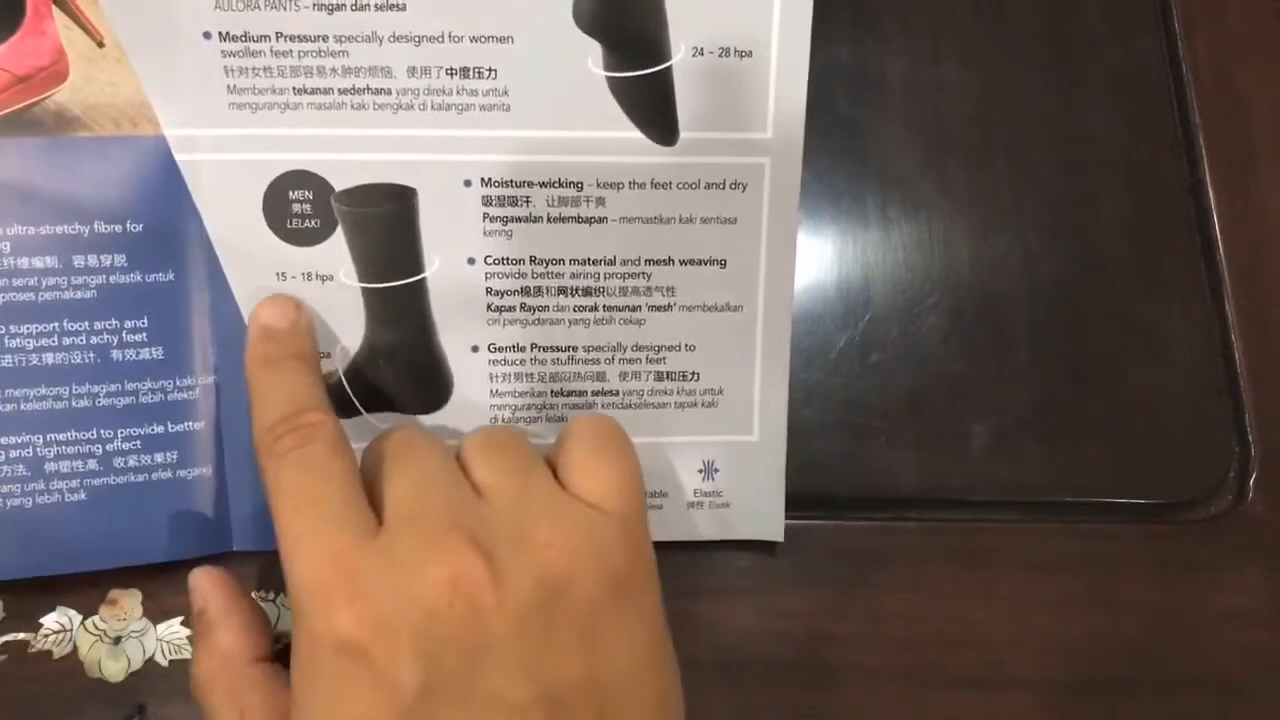 AULORA PANTS – ringan dan selesa
Medium Pressure specially designed for women
swollen feet problem
针对女性足部容易水肿的烦恼，使用了中度压力
Memberikan tekanan sederhana yang direka khas untuk
mengurangkan masalah kaki bengkak di kalangan wanita
24 – 28 hpa
MEN
男性
LELAKI
15 – 18 hpa
Moisture-wicking – keep the feet cool and dry
吸湿吸汗，让脚部干爽
Pengawalan kelembapan – memastikan kaki sentiasa
kering
Cotton Rayon material and mesh weaving
provide better airing property
Rayon棉质和网状编织以提高透气性
Kapas Rayon dan corak tenunan 'mesh' membekalkan
ciri pengudaraan yang lebih cekap
Gentle Pressure specially designed to
reduce the stuffiness of men feet
针对男性足部闷热问题，使用了温和压力
Memberikan tekanan selesa yang direka khas untuk
mengurangkan masalah ketidakselesaan tapak kaki
di kalangan lelaki
Elastic
弹性 Elastik
ultra-stretchy fibre for
纤维编制，容易穿脱
serat yang sangat elastik untuk
proses pemakaian
support foot arch and
fatigued and achy feet
进行支撑的设计，有效减轻
menyokong bahagian lengkung kaki dan
kan keletihan kaki dengan lebih efektif
eaving method to provide better
g and tightening effect
方法， 伸塑性高，收紧效果好
ang unik dapat memberikan efek regang
yang lebih baik